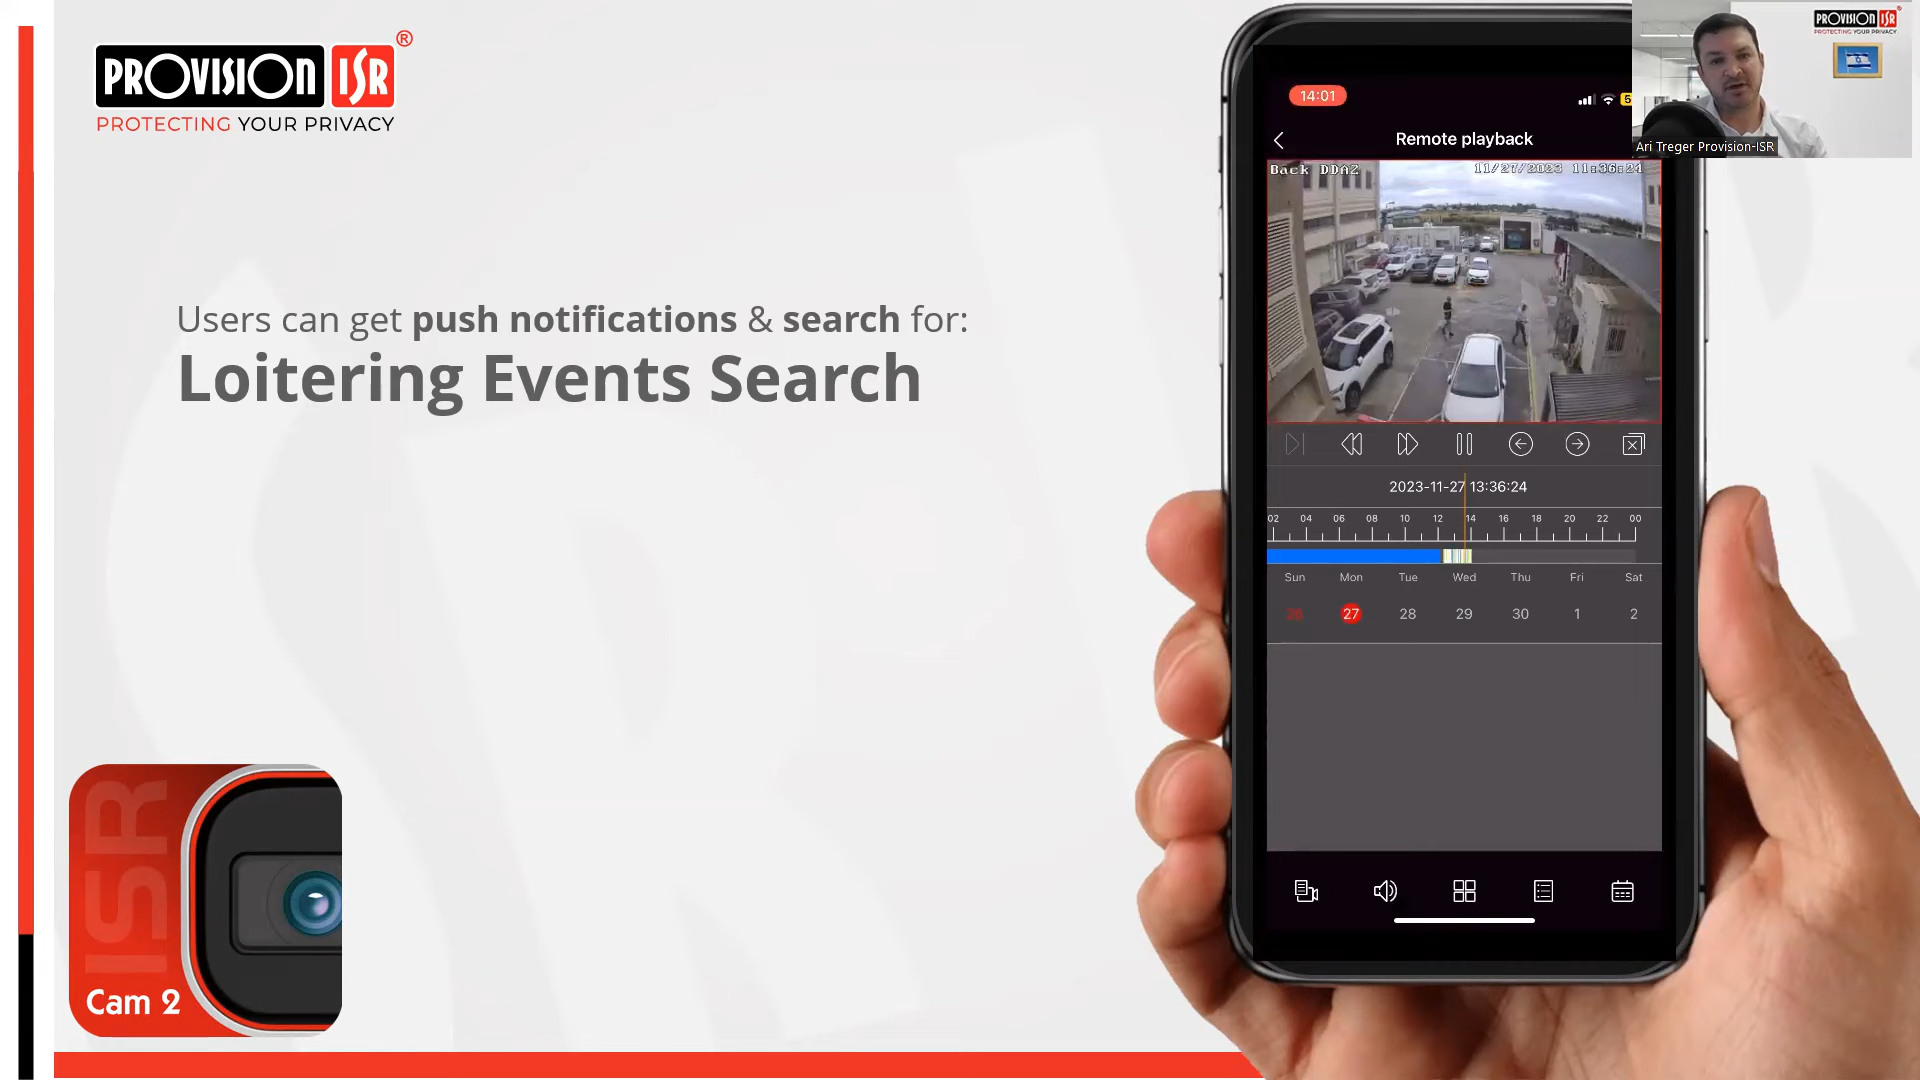 PROVISION ISR ®
PROTECTING YOUR PRIVACY
Users can get push notifications & search for:
Loitering Events Search
ISR
Cam 2
14:01
Remote playback
Back DDA2 11/27/2023 11:36:24
2023-11-27 13:36:24
02 04 06 08 10 12 14 16 18 20 22 00
Sun Mon Tue Wed Thu Fri Sat
26 27 28 29 30 1 2
PROVISION ISR
PROTECTING YOUR PRIVACY
Ari Treger Provision-ISR